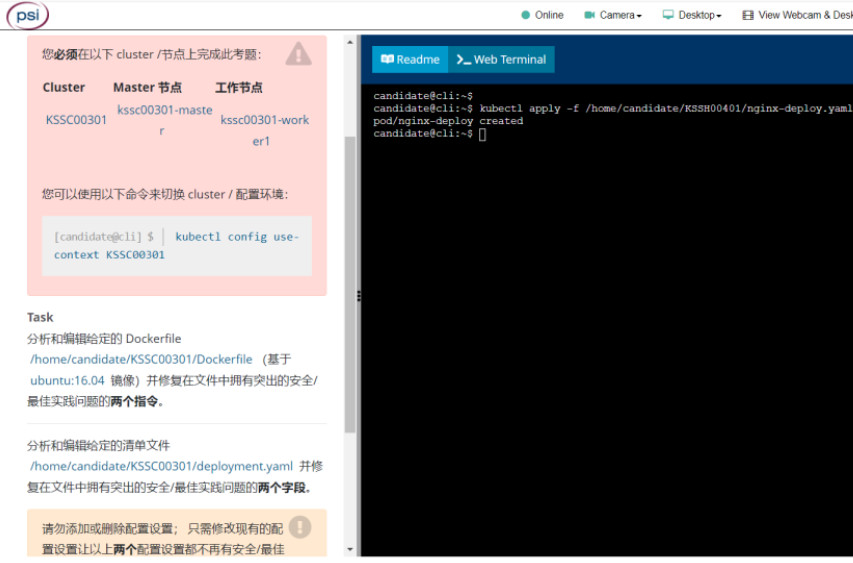 psi
Online
Camera
Desktop
View Webcam & Desk
您必须在以下 cluster /节点上完成此考题:
Cluster Master 节点 工作节点
KSSC00301 kssc00301-maste kssc00301-work
r er1
您可以使用以下命令来切换 cluster / 配置环境:
[candidate@cli] $ kubectl config use-
context KSSC00301
Task
分析和编辑给定的 Dockerfile
/home/candidate/KSSC00301/Dockerfile (基于
ubuntu:16.04 镜像) 并修复在文件中拥有突出的安全/
最佳实践问题的两个指令。
分析和编辑给定的清单文件
/home/candidate/KSSC00301/deployment.yaml 并修
复在文件中拥有突出的安全/最佳实践问题的两个字段。
请勿添加或删除配置设置; 只需修改现有的配
置设置让以上两个配置设置都不再有安全/最佳
Readme
Web Terminal
candidate@cli:~$
candidate@cli:~$ kubectl apply -f /home/candidate/KSSH00401/nginx-deploy.yaml
pod/nginx-deploy created
candidate@cli:~$